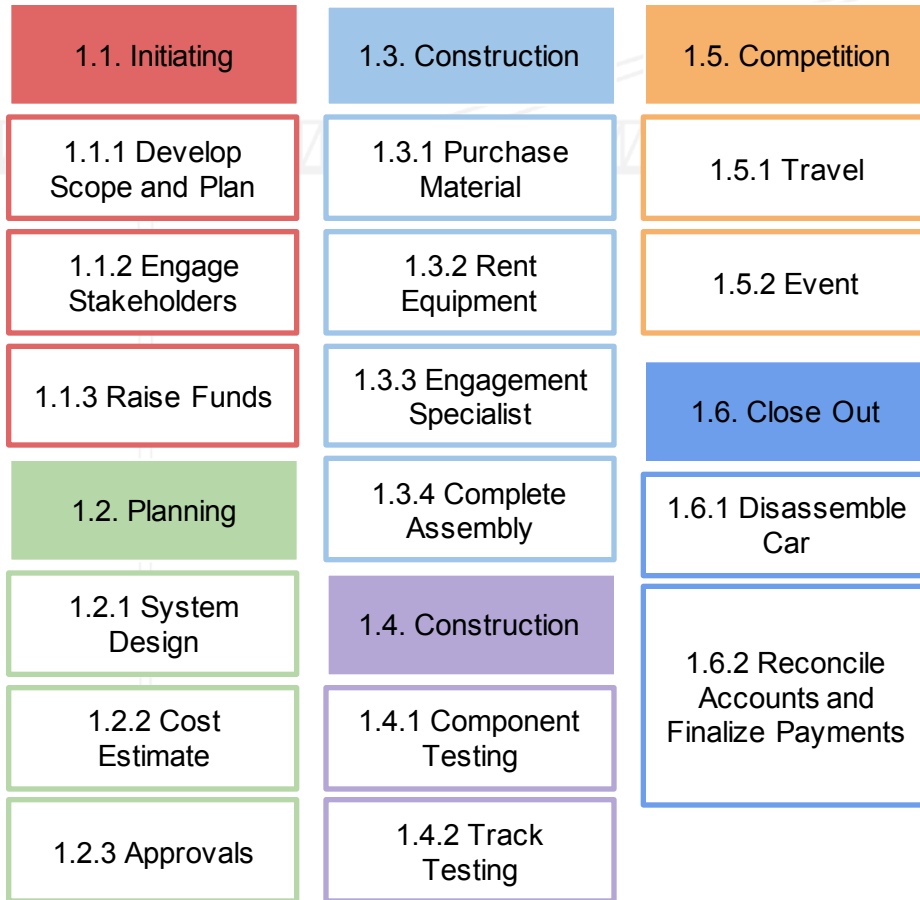 1.1. Initiating
1.1.1 Develop
Scope and Plan
1.1.2 Engage
Stakeholders
1.1.3 Raise Funds
1.2. Planning
1.2.1 System
Design
1.2.2 Cost
Estimate
1.2.3 Approvals
1.3. Construction
1.3.1 Purchase
Material
1.3.2 Rent
Equipment
1.3.3 Engagement
Specialist
1.3.4 Complete
Assembly
1.4. Construction
1.4.1 Component
Testing
1.4.2 Track
Testing
1.5. Competition
1.5.1 Travel
1.5.2 Event
1.6. Close Out
1.6.1 Disassemble
Car
1.6.2 Reconcile
Accounts and
Finalize Payments